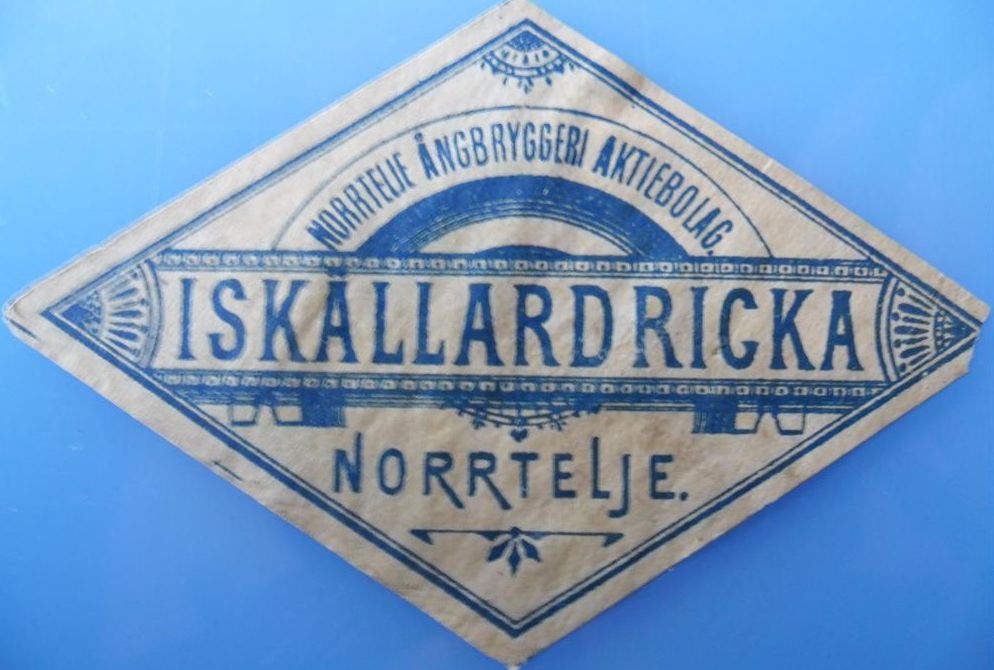 NORRTELJE ÅNGBRYGGERI AKTIEBOLAG.
ISKÄLLARDRICKA
NORRTELJE.